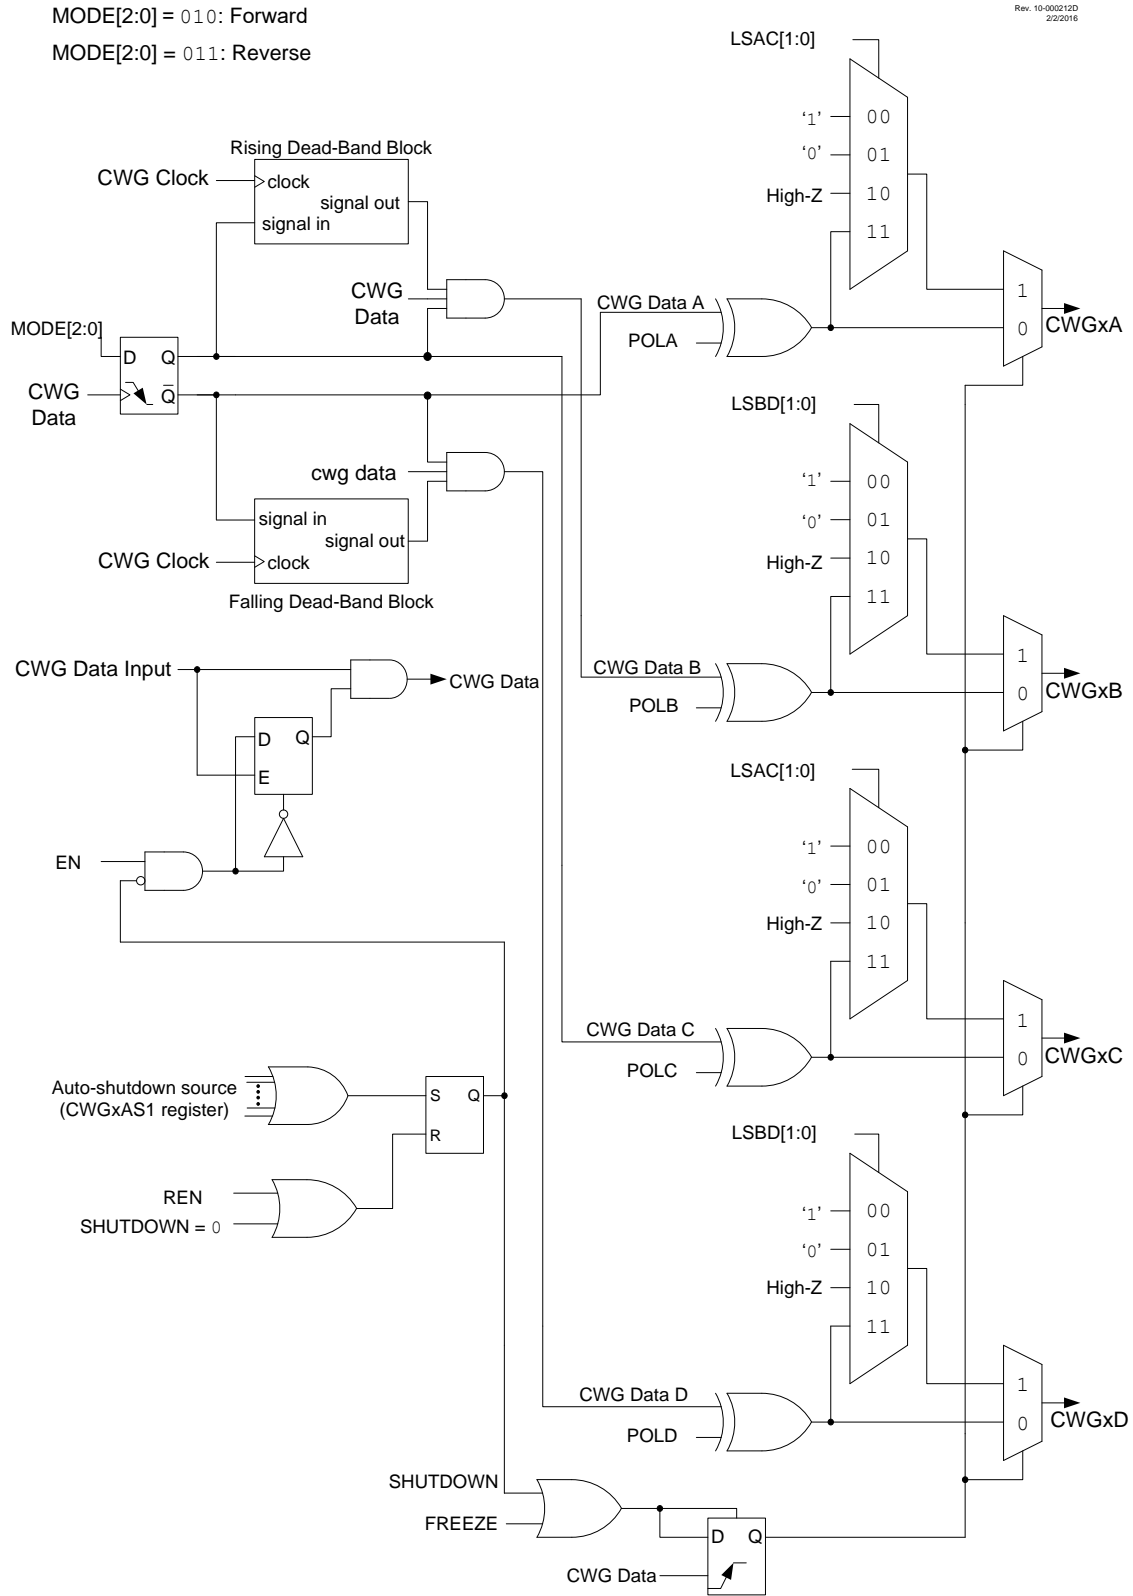 MODE[2:0] = 010: Forward
MODE[2:0] = 011: Reverse
Rev. 10-000212D
2/2/2016
LSAC[1:0]
'1'
00
'0'
01
High-Z
10
11
1
0
CWGxA
Rising Dead-Band Block
CWG Clock
clock
signal out
signal in
CWG
Data
CWG Data A
POLA
MODE[2:0]
D
Q
CWG
Data
Q̅
cwg data
signal in
signal out
CWG Clock
clock
Falling Dead-Band Block
LSBD[1:0]
'1'
00
'0'
01
High-Z
10
11
1
0
CWGxB
CWG Data B
POLB
CWG Data Input
CWG Data
D
Q
E
EN
LSAC[1:0]
'1'
00
'0'
01
High-Z
10
11
1
0
CWGxC
CWG Data C
POLC
Auto-shutdown source
(CWGxAS1 register)
S
Q
R
REN
SHUTDOWN = 0
LSBD[1:0]
'1'
00
'0'
01
High-Z
10
11
1
0
CWGxD
CWG Data D
POLD
SHUTDOWN
FREEZE
D
Q
CWG Data